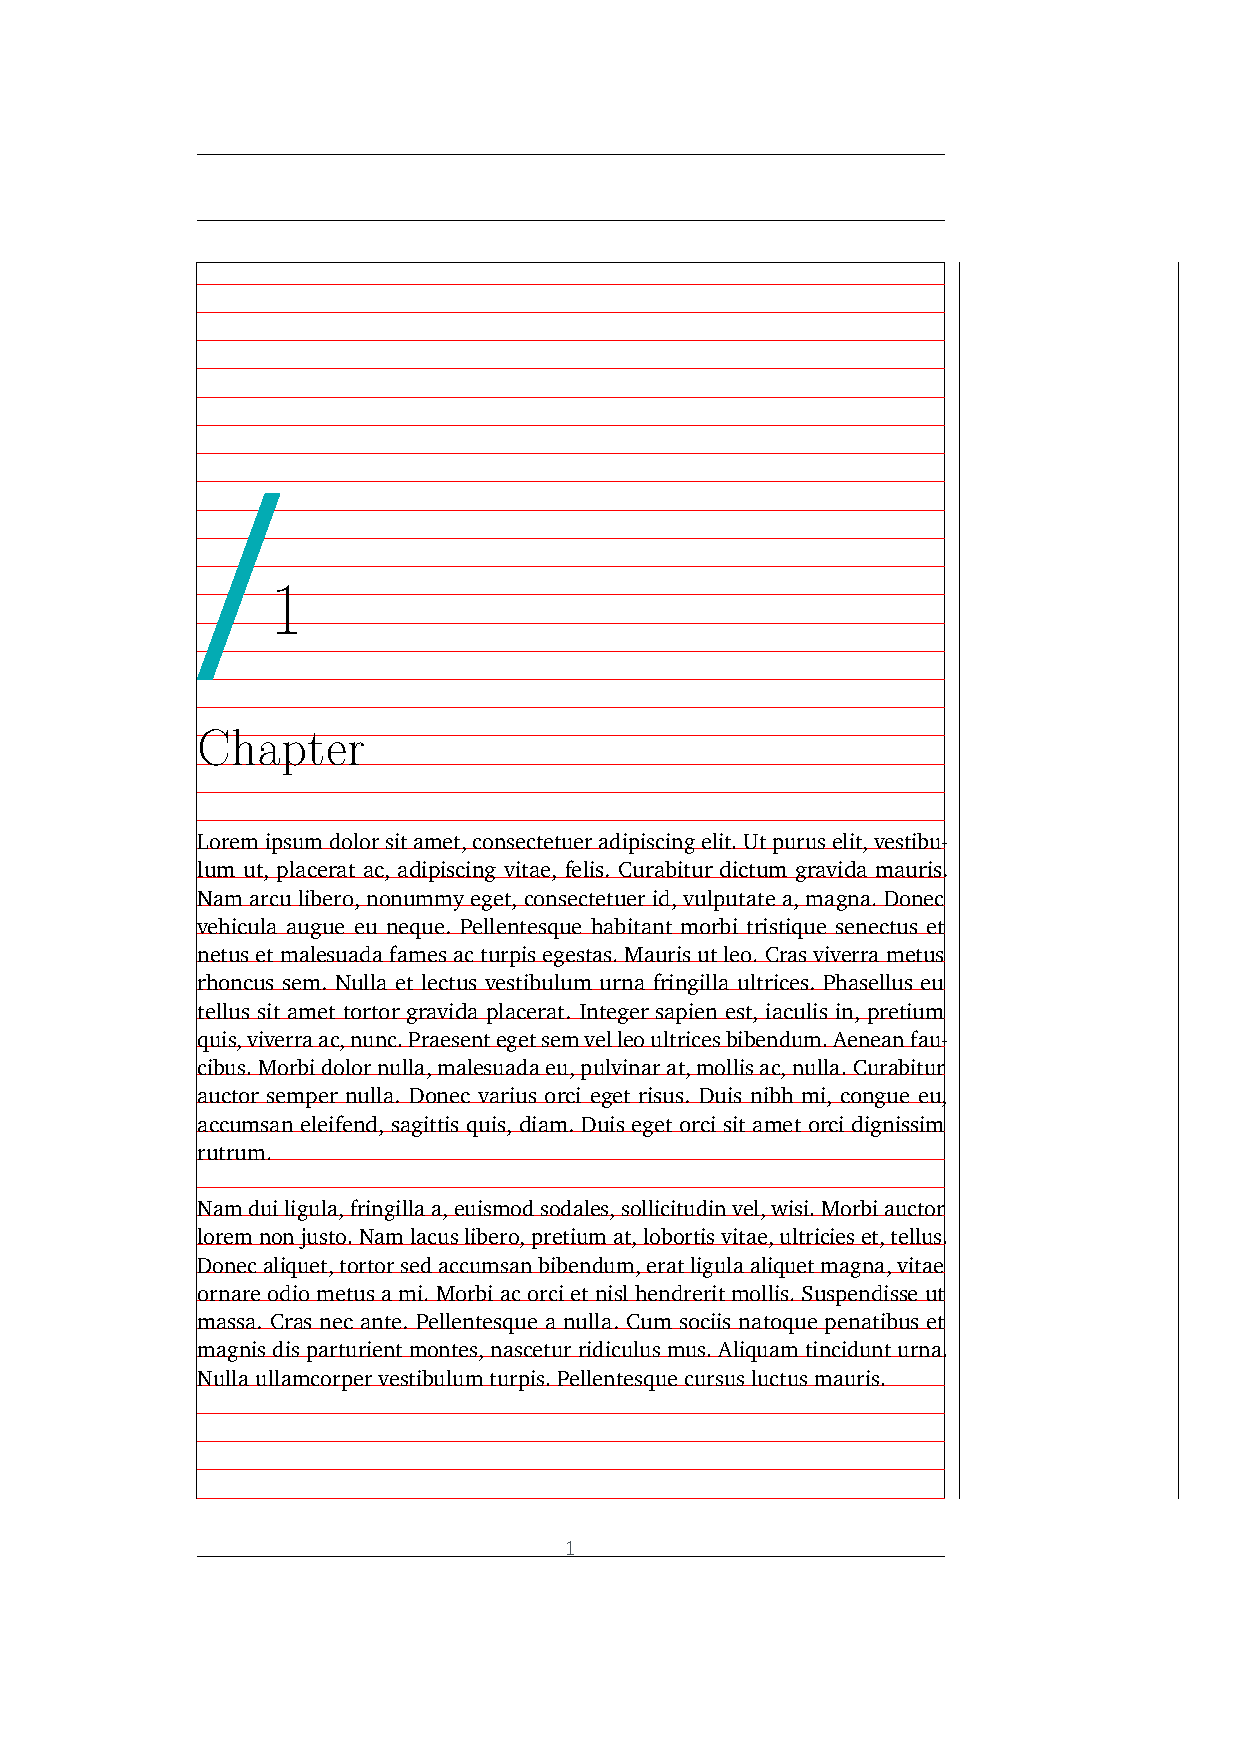 1
Chapter
Lorem ipsum dolor sit amet, consectetuer adipiscing elit. Ut purus elit, vestibu-
lum ut, placerat ac, adipiscing vitae, felis. Curabitur dictum gravida mauris.
Nam arcu libero, nonummy eget, consectetuer id, vulputate a, magna. Donec
vehicula augue eu neque. Pellentesque habitant morbi tristique senectus et
netus et malesuada fames ac turpis egestas. Mauris ut leo. Cras viverra metus
rhoncus sem. Nulla et lectus vestibulum urna fringilla ultrices. Phasellus eu
tellus sit amet tortor gravida placerat. Integer sapien est, iaculis in, pretium
quis, viverra ac, nunc. Praesent eget sem vel leo ultrices bibendum. Aenean fau-
cibus. Morbi dolor nulla, malesuada eu, pulvinar at, mollis ac, nulla. Curabitur
auctor semper nulla. Donec varius orci eget risus. Duis nibh mi, congue eu,
accumsan eleifend, sagittis quis, diam. Duis eget orci sit amet orci dignissim
rutrum.
Nam dui ligula, fringilla a, euismod sodales, sollicitudin vel, wisi. Morbi auctor
lorem non justo. Nam lacus libero, pretium at, lobortis vitae, ultricies et, tellus.
Donec aliquet, tortor sed accumsan bibendum, erat ligula aliquet magna, vitae
ornare odio metus a mi. Morbi ac orci et nisl hendrerit mollis. Suspendisse ut
massa. Cras nec ante. Pellentesque a nulla. Cum sociis natoque penatibus et
magnis dis parturient montes, nascetur ridiculus mus. Aliquam tincidunt urna.
Nulla ullamcorper vestibulum turpis. Pellentesque cursus luctus mauris.
1